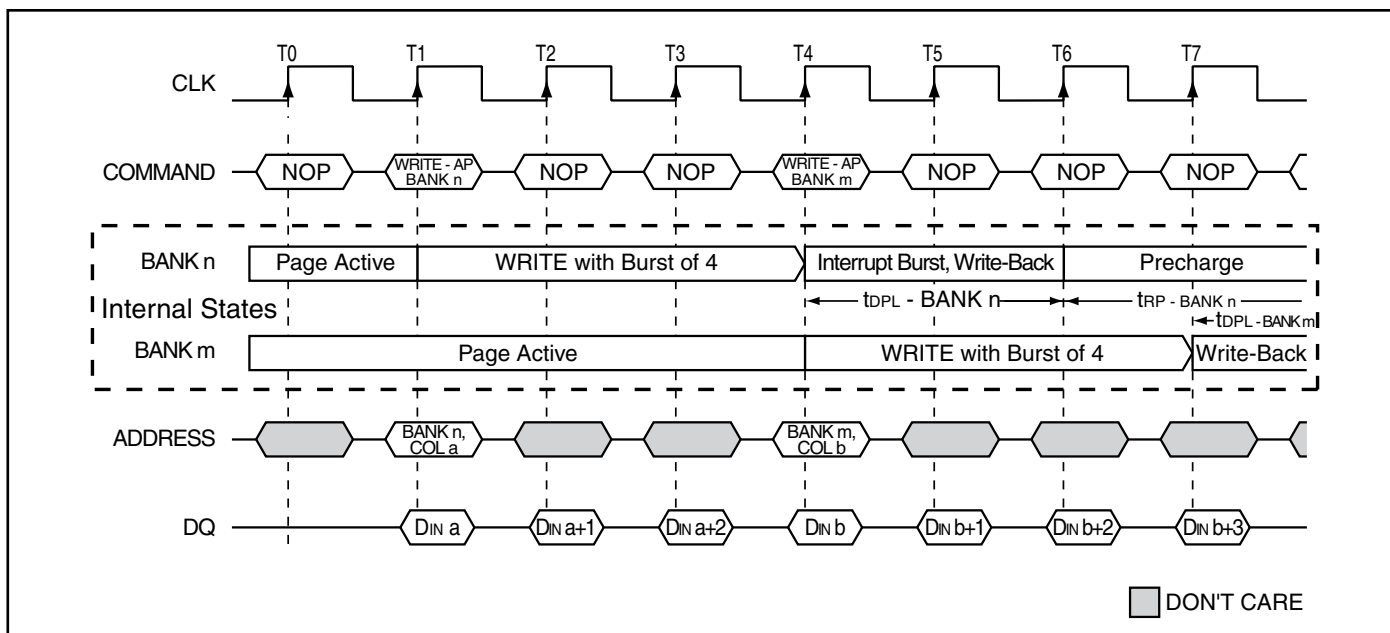 T0 T1 T2 T3 T4 T5 T6 T7
CLK
COMMAND NOP WRITE - AP NOP NOP WRITE - AP NOP NOP NOP
BANK n BANK m
BANK n Page Active WRITE with Burst of 4 Interrupt Burst, Write-Back Precharge
tDPL - BANK n tRP - BANK n
Internal States
tDPL - BANK m
BANK m Page Active WRITE with Burst of 4 Write-Back
ADDRESS BANK n, BANK m,
COL a COL b
DQ DIN a DIN a+1 DIN a+2 DIN b DIN b+1 DIN b+2 DIN b+3
DON'T CARE